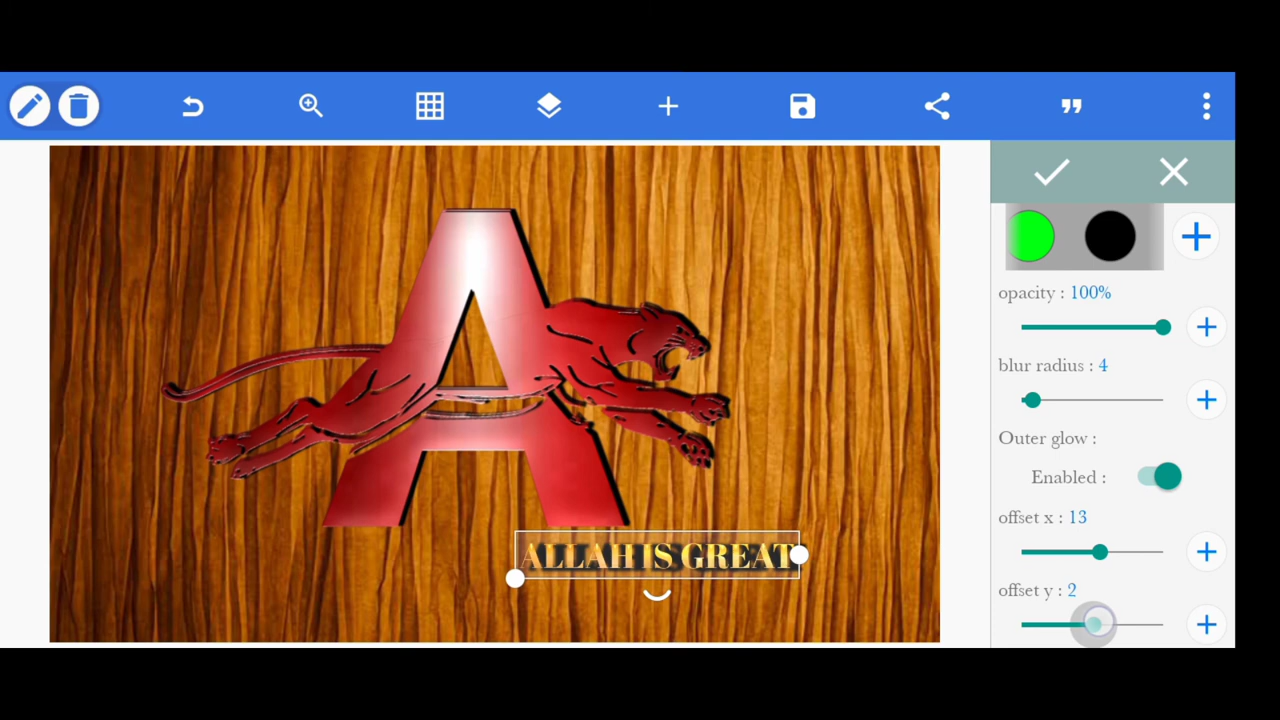 A
ALLAH IS GREAT
opacity : 100%
blur radius : 4
Outer glow :
Enabled :
offset x : 13
offset y : 2